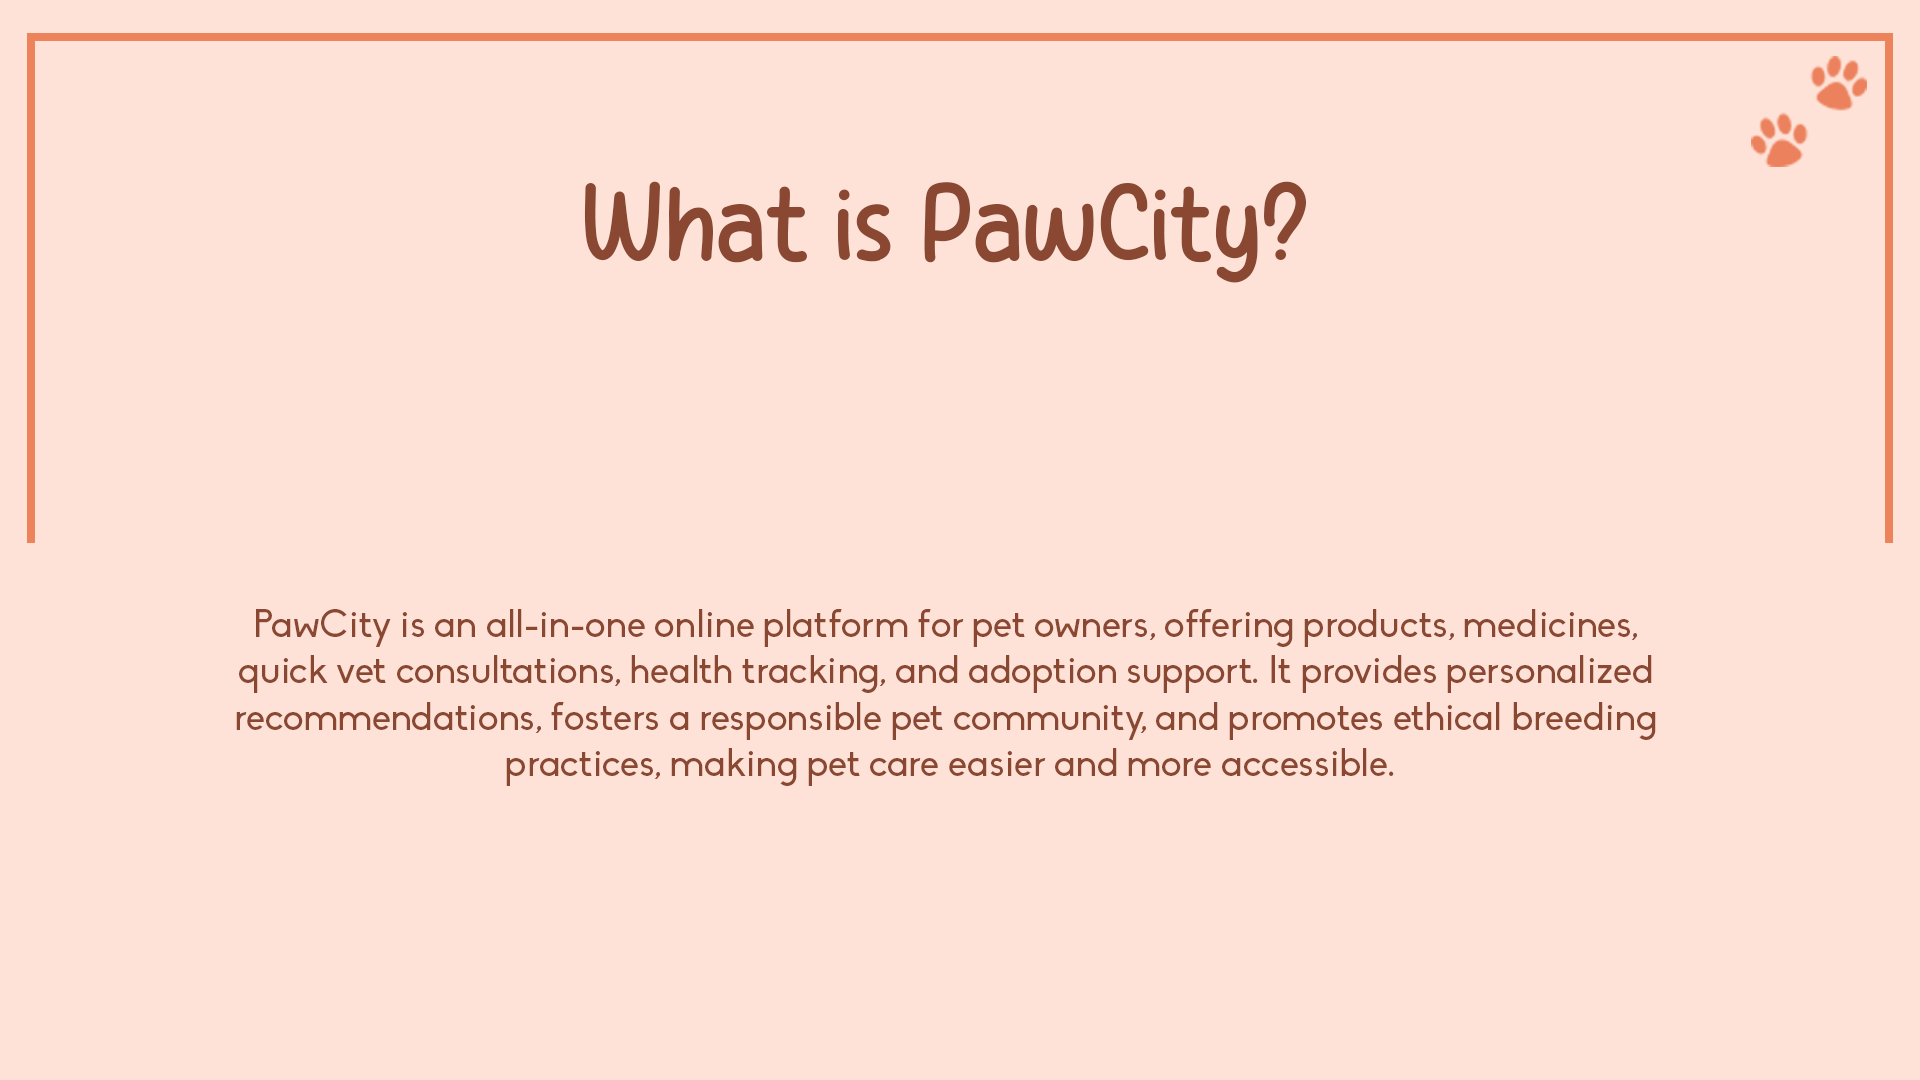 What is PawCity?
PawCity is an all-in-one online platform for pet owners, offering products, medicines,
quick vet consultations, health tracking, and adoption support. It provides personalized
recommendations, fosters a responsible pet community, and promotes ethical breeding
practices, making pet care easier and more accessible.